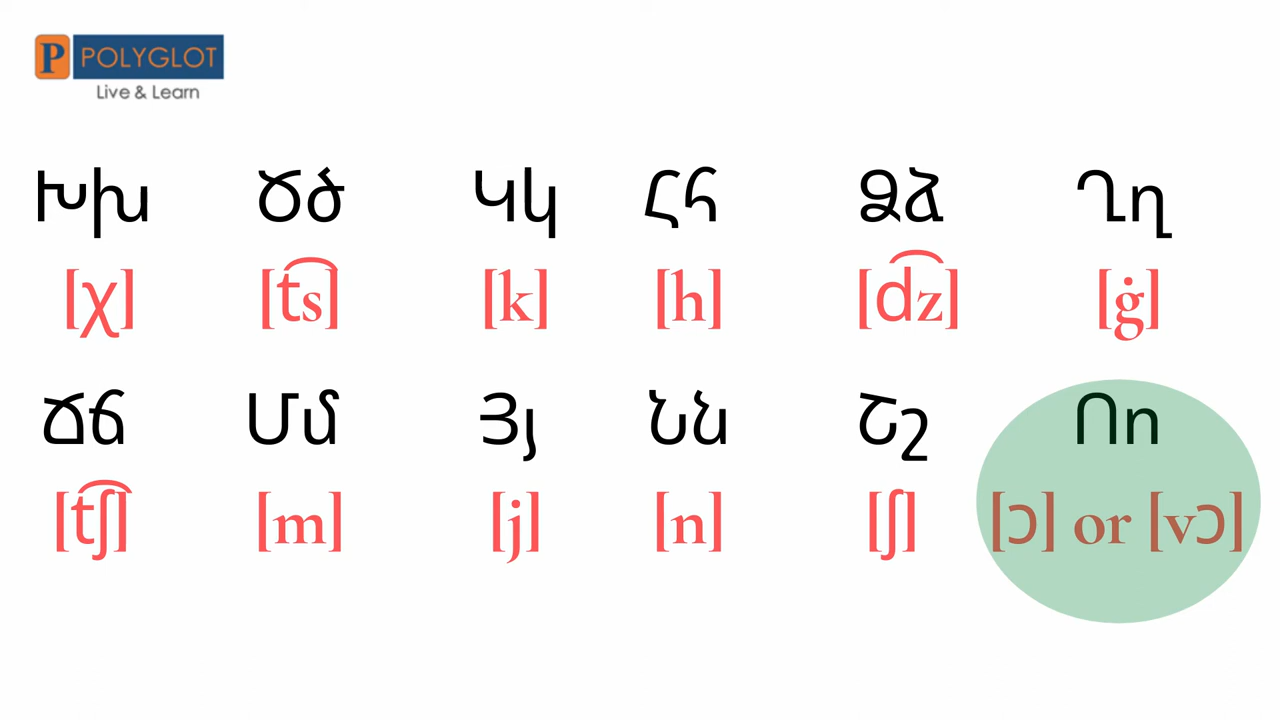 P POLYGLOT
Live & Learn
Խխ Ծծ Կկ Հհ Ձձ Ղղ
[χ] [t͡s] [k] [h] [d͡z] [ġ]
Ճճ Մմ Յյ Նն Շշ Ոո
[t͡ʃ] [m] [j] [n] [ʃ] [ɔ] or [vɔ]